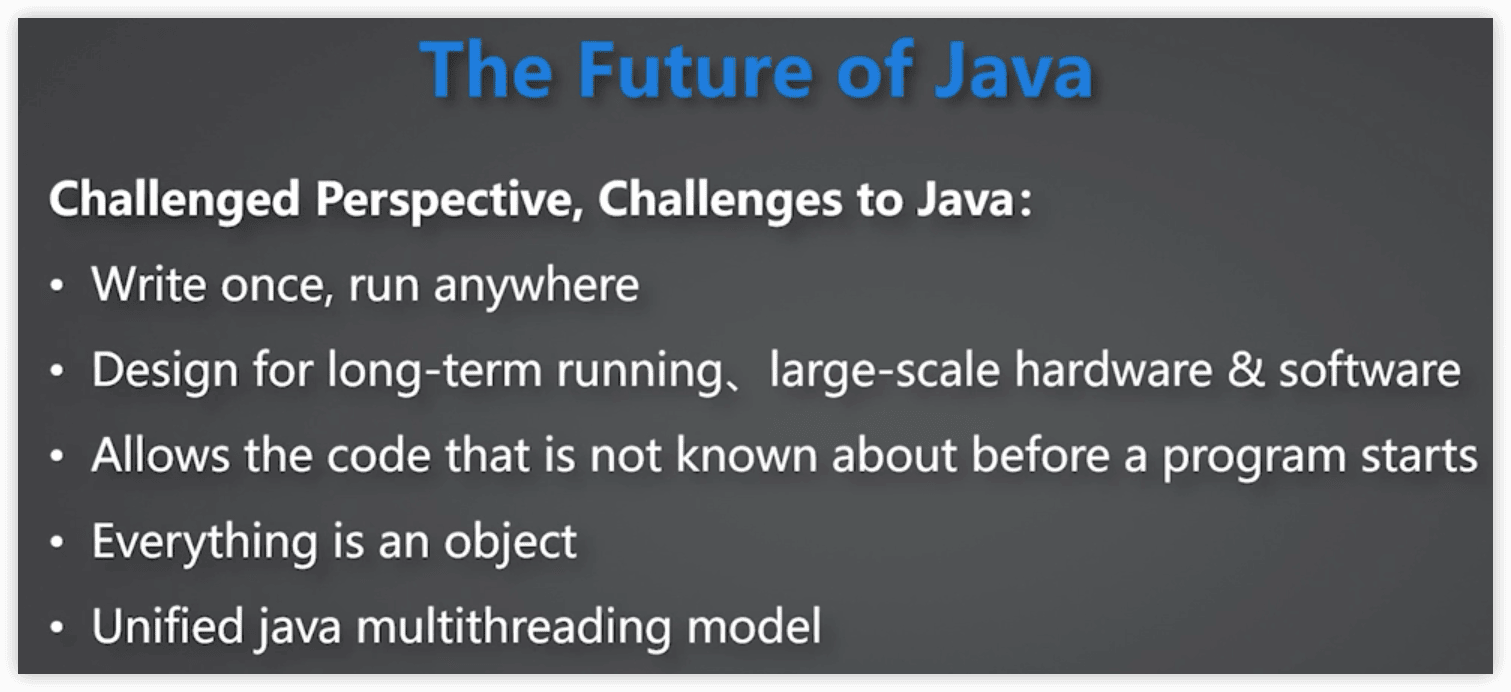 The Future of Java
Challenged Perspective, Challenges to Java：
• Write once, run anywhere
• Design for long-term running、large-scale hardware & software
• Allows the code that is not known about before a program starts
• Everything is an object
• Unified java multithreading model